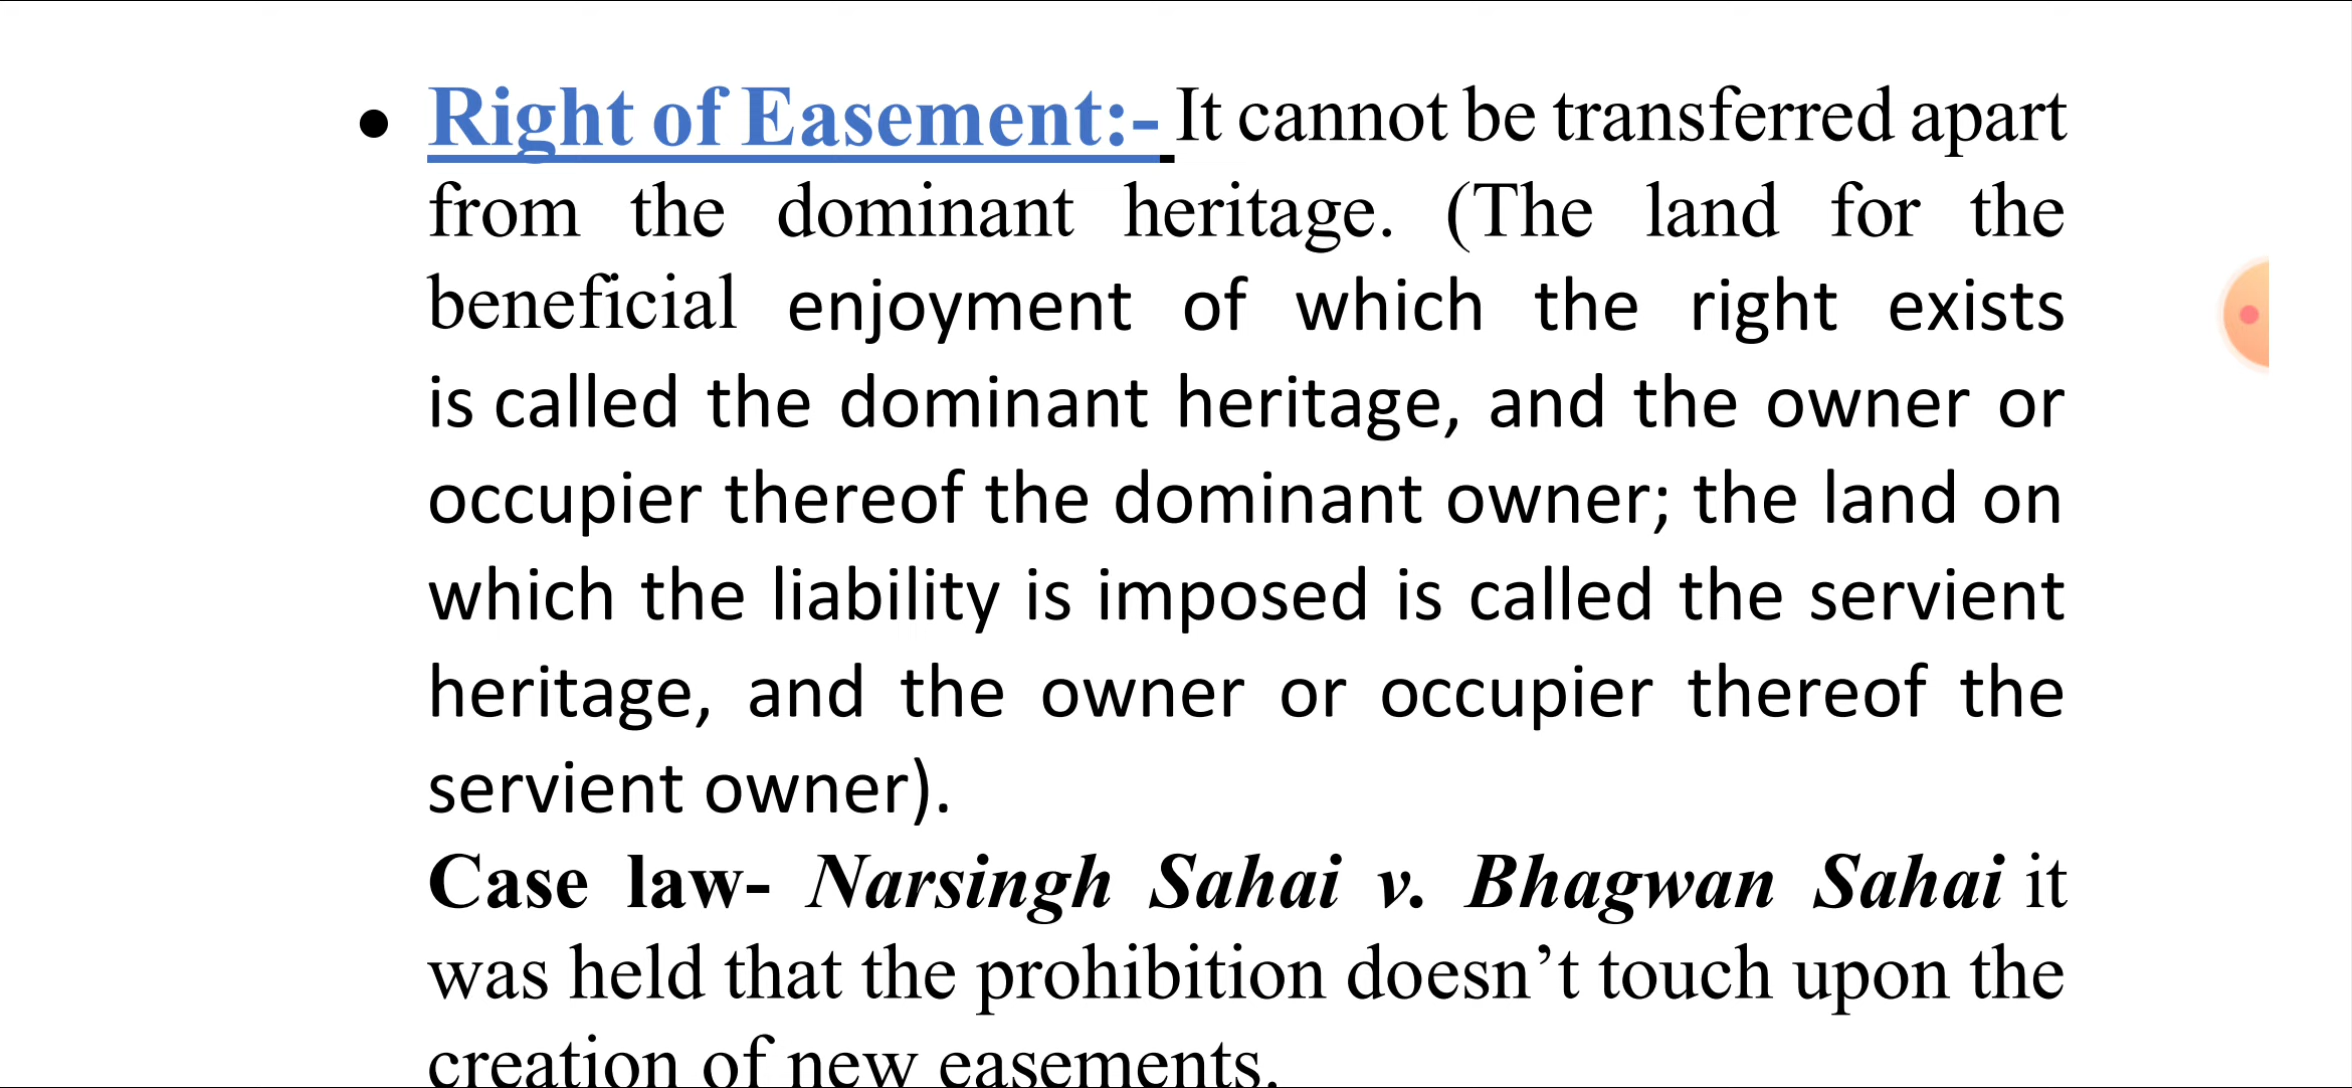 • Right of Easement:- It cannot be transferred apart
from the dominant heritage. (The land for the
beneficial enjoyment of which the right exists
is called the dominant heritage, and the owner or
occupier thereof the dominant owner; the land on
which the liability is imposed is called the servient
heritage, and the owner or occupier thereof the
servient owner).
Case law- Narsingh Sahai v. Bhagwan Sahai it
was held that the prohibition doesn’t touch upon the
creation of new easements.